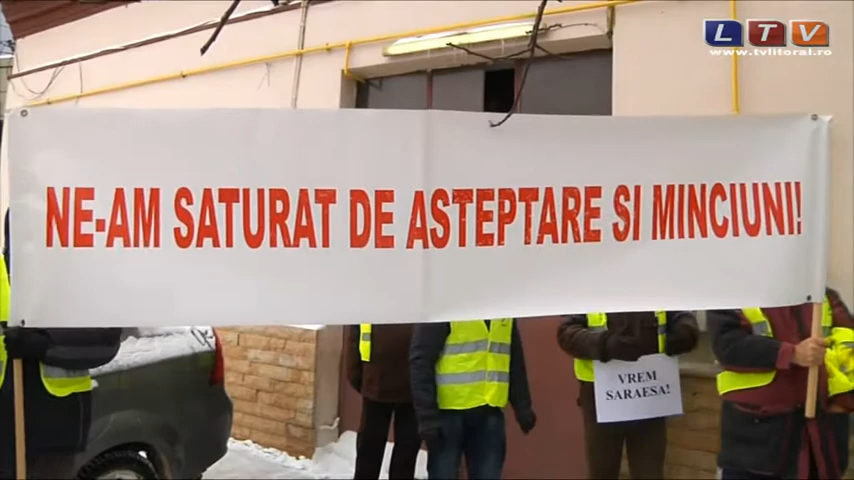 LTV
www.tvlitoral.ro
NE-AM SATURAT DE ASTEPTARE SI MINCIUNI!
VREM
SARAESA!